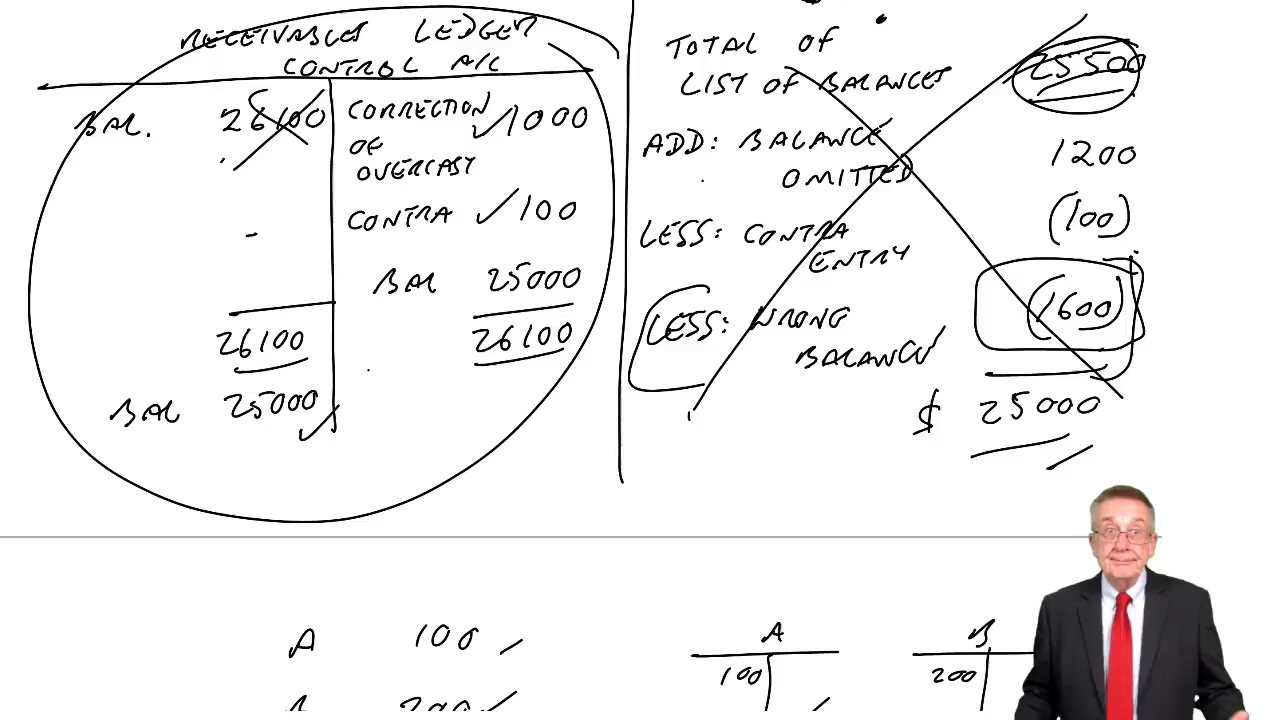 RECEIVABLES LEDGER
CONTROL A/C
BAL. 26100
CORRECTION
OF
OVERCAST
1000
CONTRA 100
BAL 25000
26100
26100
BAL 25000
TOTAL OF
LIST OF BALANCES
25500
ADD: BALANCE
OMITTED
1200
LESS: CONTRA
ENTRY
(100)
LESS: WRONG
BALANCE
(1600)
$ 25000
A 100
A
B
100
200